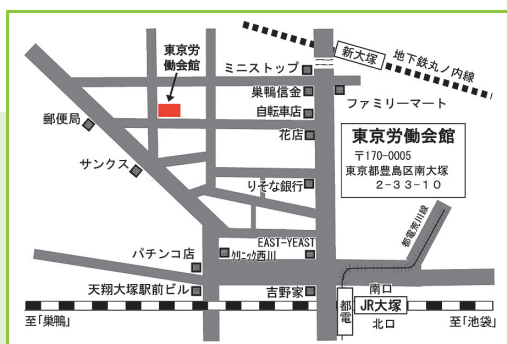 東京労
働会館
新大塚
地下鉄丸ノ内線
ミニストップ
巣鴨信金
ファミリーマート
自転車店
郵便局
花店
東京労働会館
〒170-0005
東京都豊島区南大塚
2-33-10
サンクス
りそな銀行
都電荒川線
EAST-YEAST
クリニック西川
パチンコ店
天翔大塚駅前ビル
吉野家
南口
都電
JR大塚
至「巣鴨」
北口
至「池袋」